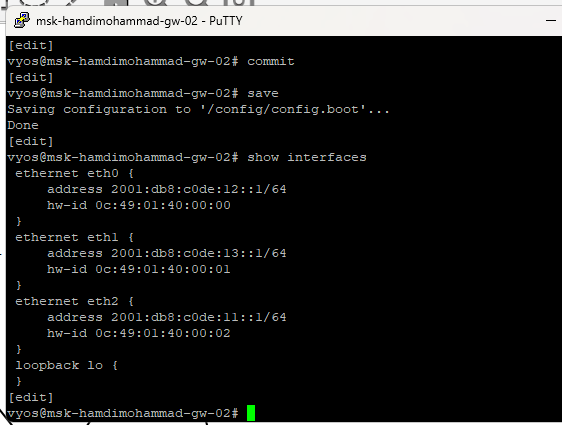 msk-hamdimohammad-gw-02 - PuTTY
[edit]
vyos@msk-hamdimohammad-gw-02# commit
[edit]
vyos@msk-hamdimohammad-gw-02# save
Saving configuration to '/config/config.boot'...
Done
[edit]
vyos@msk-hamdimohammad-gw-02# show interfaces
 ethernet eth0 {
     address 2001:db8:c0de:12::1/64
     hw-id 0c:49:01:40:00:00
 }
 ethernet eth1 {
     address 2001:db8:c0de:13::1/64
     hw-id 0c:49:01:40:00:01
 }
 ethernet eth2 {
     address 2001:db8:c0de:11::1/64
     hw-id 0c:49:01:40:00:02
 }
 loopback lo {
 }
[edit]
vyos@msk-hamdimohammad-gw-02#